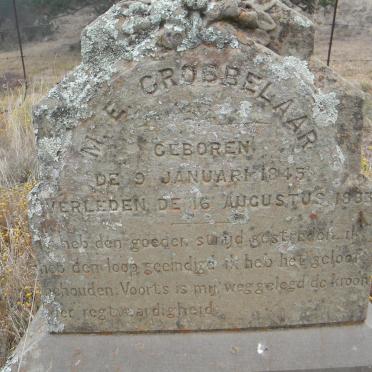 M. E. GROBBELAAR
GEBOREN
DE 9 JANUARI 1845
OVERLEDEN, DE 16 AUGUSTUS
heb den goeden strijd gestreden ik
heb den loop geeindigd ik heb het geloof
behouden. Voorts is mij weggelegd de kroon
der regtvaardigheid.